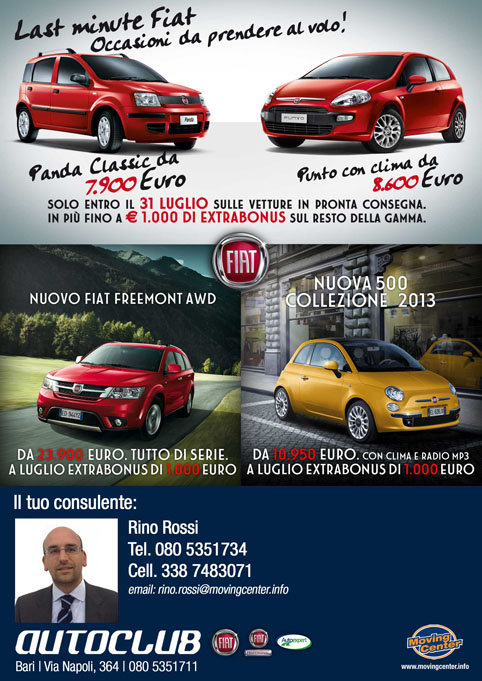 Last minute Fiat
Occasioni da prendere al volo!
Panda
Panda Classic da
7.900 Euro
Punto con clima da
8.600 Euro
SOLO ENTRO IL 31 LUGLIO SULLE VETTURE IN PRONTA CONSEGNA.
IN PIÙ FINO A € 1.000 DI EXTRABONUS SUL RESTO DELLA GAMMA.
FIAT
NUOVO FIAT FREEMONT AWD
NUOVA 500
COLLEZIONE 2013
DA 23.900 EURO. TUTTO DI SERIE.
A LUGLIO EXTRABONUS DI 1.000 EURO
DA 10.950 EURO. CON CLIMA E RADIO MP3
A LUGLIO EXTRABONUS DI 1.000 EURO
Il tuo consulente:
Rino Rossi
Tel. 080 5351734
Cell. 338 7483071
email: rino.rossi@movingcenter.info
AUTOCLUB
FIAT
Autoexpert
Bari | Via Napoli, 364 | 080 5351711
Moving Center
www.movingcenter.info